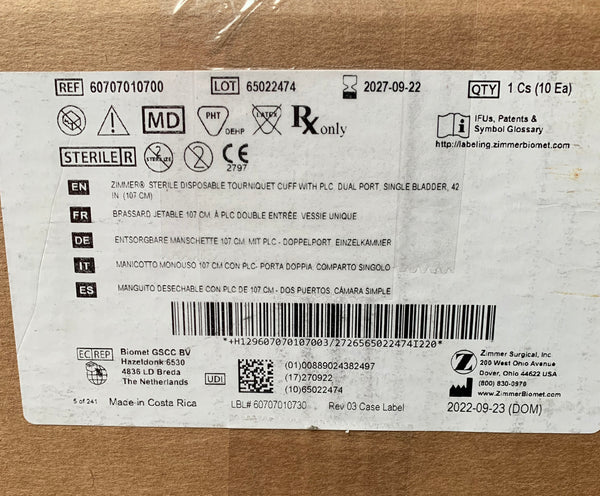 REF 60707010700 LOT 65022474 2027-09-22 QTY 1 Cs (10 Ea)
MD PHT DEHP LATEX Rx only
IFUs, Patents &
Symbol Glossary
http://labeling.zimmerbiomet.com
STERILE R 2 STERILIZE 2 CE 2797
EN ZIMMER® STERILE DISPOSABLE TOURNIQUET CUFF WITH PLC, DUAL PORT, SINGLE BLADDER, 42
IN. (107 CM)
FR BRASSARD JETABLE 107 CM. À PLC DOUBLE ENTRÉE. VESSIE UNIQUE
DE ENTSORGBARE MANSCHETTE 107 CM. MIT PLC - DOPPELPORT. EINZELKAMMER
IT MANICOTTO MONOUSO 107 CM CON PLC- PORTA DOPPIA, COMPARTO SINGOLO
ES MANGUITO DESECHABLE CON PLC DE 107 CM - DOS PUERTOS, CÁMARA SIMPLE
*+H129607070107003/2726565022474I220*
EC REP Biomet GSCC BV
Hazeldonk 6530
4836 LD Breda
The Netherlands
UDI
(01)00889024382497
(17)270922
(10)65022474
Z Zimmer Surgical, Inc
200 West Ohio Avenue
Dover, Ohio 44622 USA
(800) 830-0970
www.ZimmerBiomet.com
5 of 241 Made in Costa Rica LBL# 60707010730 Rev 03 Case Label 2022-09-23 (DOM)